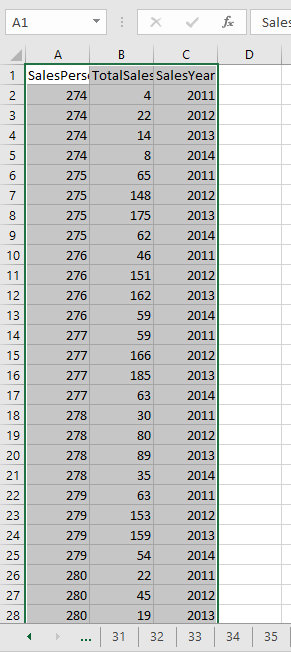 A1 fx Sales
A B C D E
1 SalesPers TotalSales SalesYear
2 274 4 2011
3 274 22 2012
4 274 14 2013
5 274 8 2014
6 275 65 2011
7 275 148 2012
8 275 175 2013
9 275 62 2014
10 276 46 2011
11 276 151 2012
12 276 162 2013
13 276 59 2014
14 277 59 2011
15 277 166 2012
16 277 185 2013
17 277 63 2014
18 278 30 2011
19 278 80 2012
20 278 89 2013
21 278 35 2014
22 279 63 2011
23 279 153 2012
24 279 159 2013
25 279 54 2014
26 280 22 2011
27 280 45 2012
28 280 19 2013
... 31 32 33 34 35